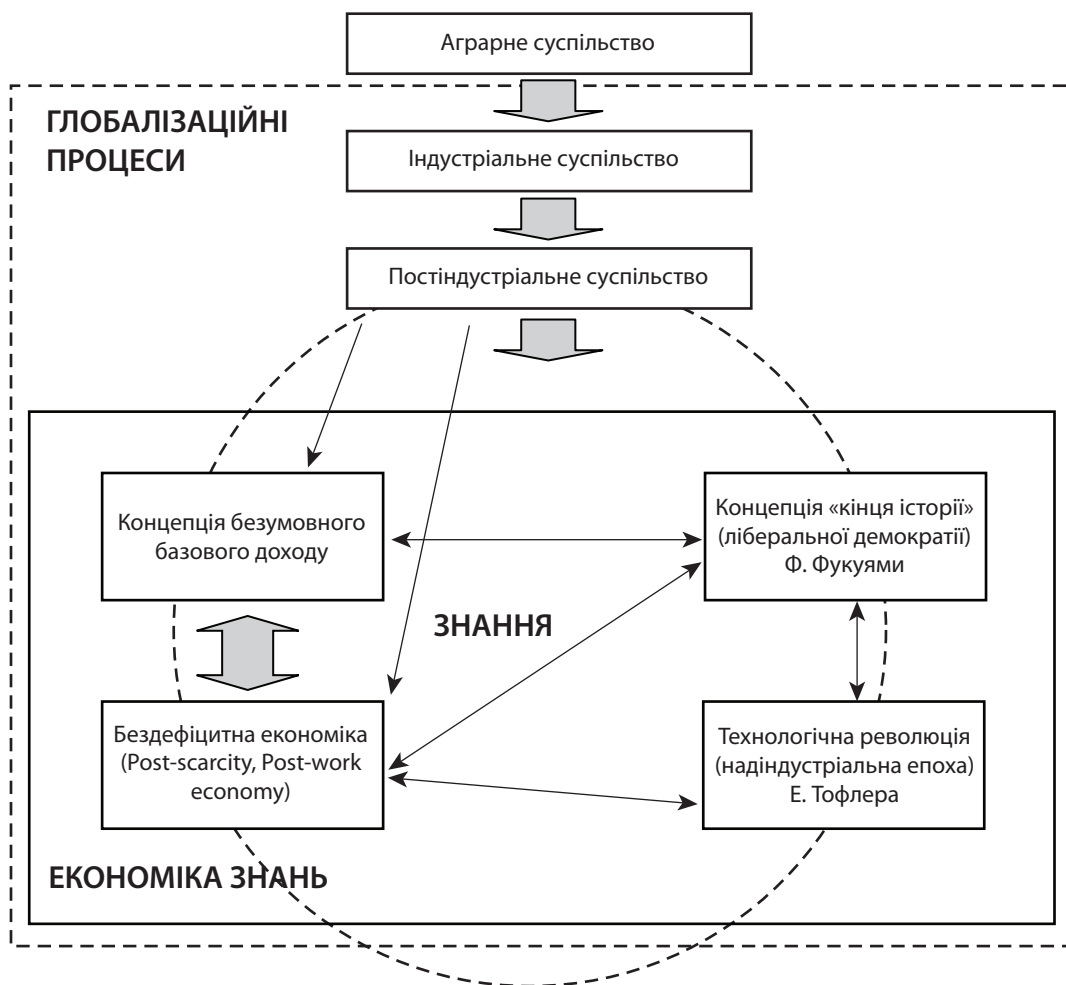 Аграрне суспільство
ГЛОБАЛІЗАЦІЙНІ
ПРОЦЕСИ
Індустріальне суспільство
Постіндустріальне суспільство
Концепція безумовного
базового доходу
Концепція «кінця історії»
(ліберальної демократії)
Ф. Фукуями
ЗНАННЯ
Бездефіцитна економіка
(Post-scarcity, Post-work
economy)
Технологічна революція
(надіндустріальна епоха)
Е. Тофлера
ЕКОНОМІКА ЗНАНЬ